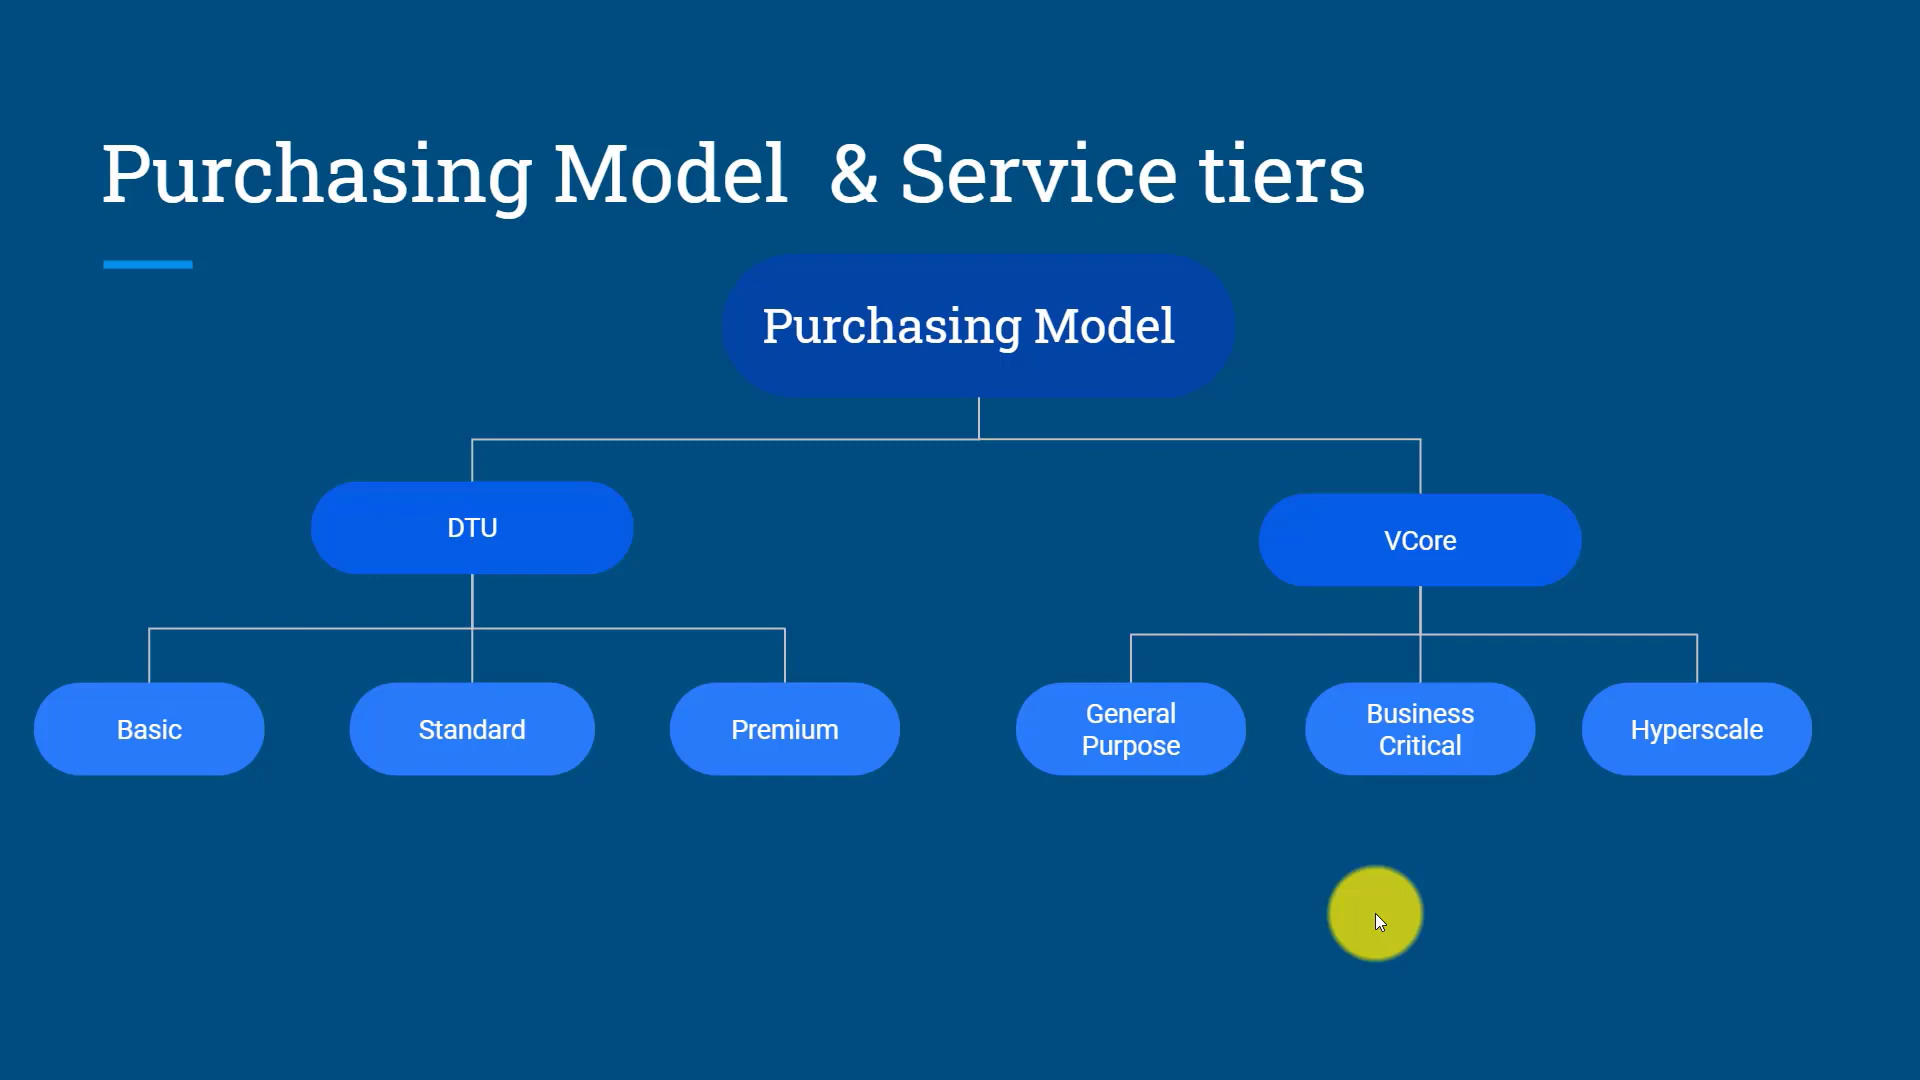 Purchasing Model & Service tiers
Purchasing Model
DTU
VCore
Basic
Standard
Premium
General
Purpose
Business
Critical
Hyperscale